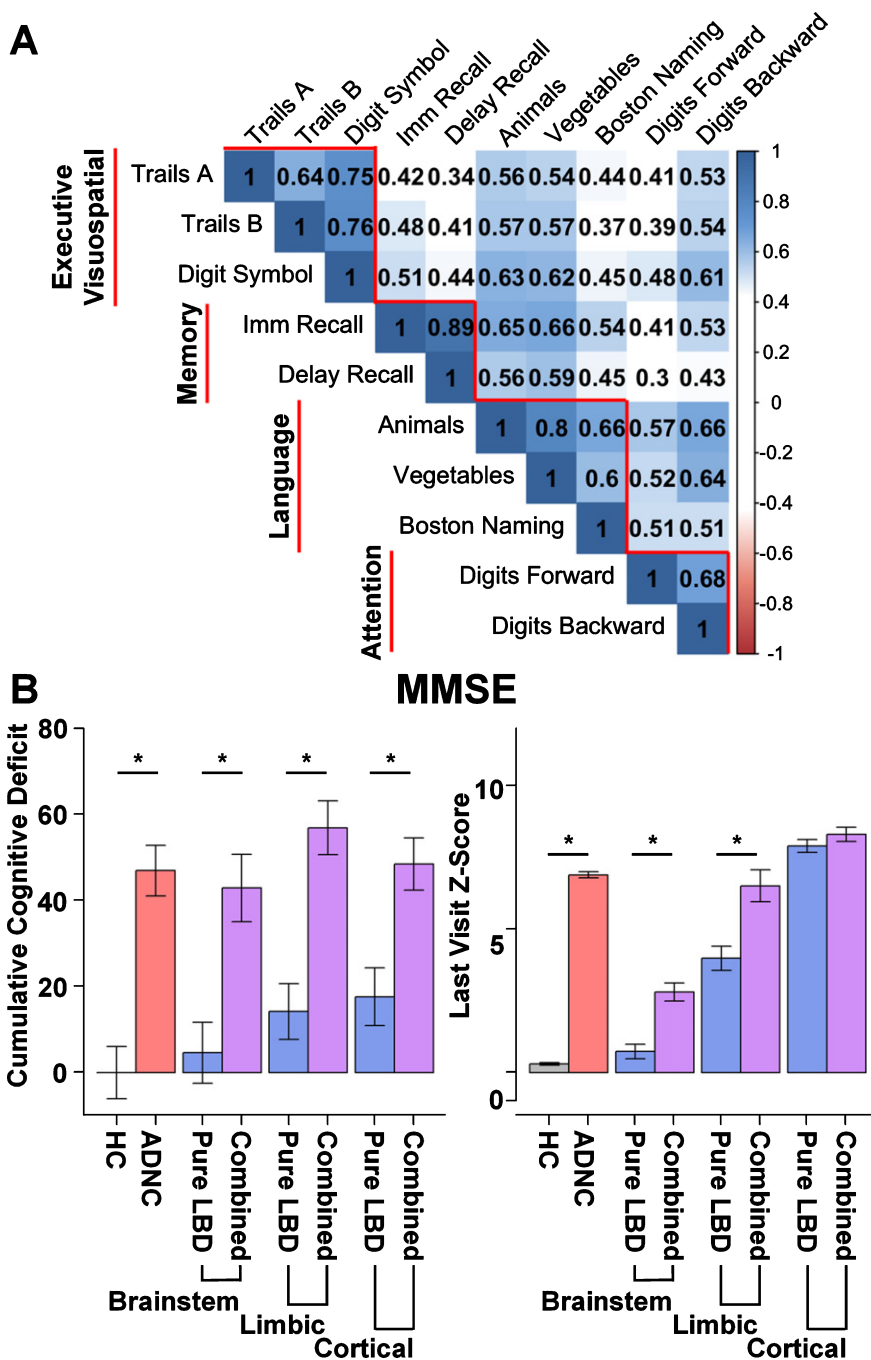 A
Trails A
Trails B
Digit Symbol
Imm Recall
Delay Recall
Animals
Vegetables
Boston Naming
Digits Forward
Digits Backward
Executive
Visuospatial
Memory
Language
Attention
Trails A 1 0.64 0.75 0.42 0.34 0.56 0.54 0.44 0.41 0.53
Trails B 1 0.76 0.48 0.41 0.57 0.57 0.37 0.39 0.54
Digit Symbol 1 0.51 0.44 0.63 0.62 0.45 0.48 0.61
Imm Recall 1 0.89 0.65 0.66 0.54 0.41 0.53
Delay Recall 1 0.56 0.59 0.45 0.3 0.43
Animals 1 0.8 0.66 0.57 0.66
Vegetables 1 0.6 0.52 0.64
Boston Naming 1 0.51 0.51
Digits Forward 1 0.68
Digits Backward 1
1
0.8
0.6
0.4
0.2
0
-0.2
-0.4
-0.6
-0.8
-1
B
MMSE
Cumulative Cognitive Deficit
80
60
40
20
0
* * * *
HC
ADNC
Pure LBD
Combined
Pure LBD
Combined
Pure LBD
Combined
Brainstem
Limbic
Cortical
Last Visit Z-Score
10
5
0
* * *
HC
ADNC
Pure LBD
Combined
Pure LBD
Combined
Pure LBD
Combined
Brainstem
Limbic
Cortical